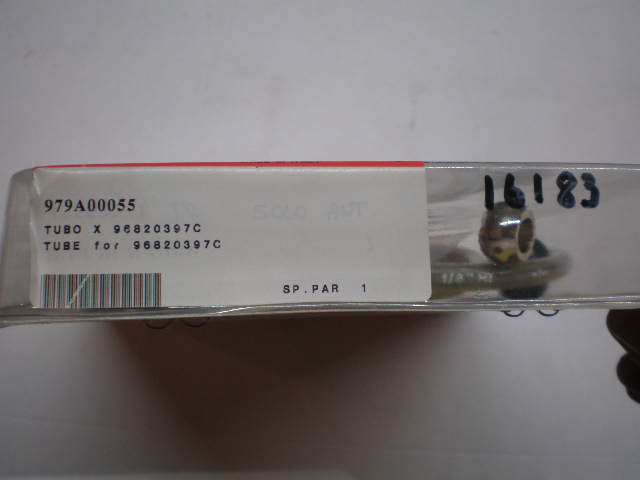 979A00055
TUBO X 96820397C
TUBE for 96820397C
SP.PAR 1
16183